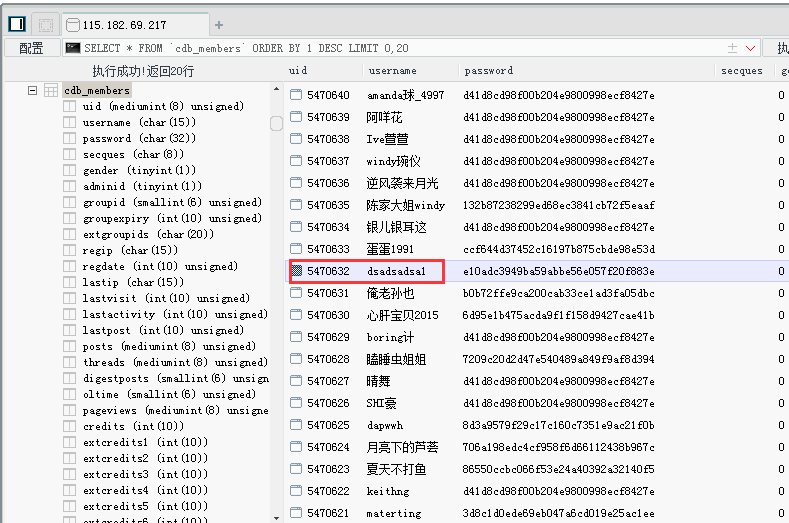 115.182.69.217
配置 SELECT * FROM `cdb_members` ORDER BY 1 DESC LIMIT 0,20
执行成功!返回20行
cdb_members
uid (mediumint(8) unsigned)
username (char(15))
password (char(32))
secques (char(8))
gender (tinyint(1))
adminid (tinyint(1))
groupid (smallint(6) unsigned)
groupexpiry (int(10) unsigned)
extgroupids (char(20))
regip (char(15))
regdate (int(10) unsigned)
lastip (char(15))
lastvisit (int(10) unsigned)
lastactivity (int(10) unsigned)
lastpost (int(10) unsigned)
posts (mediumint(8) unsigned)
threads (mediumint(8) unsigned)
digestposts (smallint(6) unsign
oltime (smallint(6) unsigned)
pageviews (mediumint(8) unsigne
credits (int(10))
extcredits1 (int(10))
extcredits2 (int(10))
extcredits3 (int(10))
extcredits4 (int(10))
extcredits5 (int(10))
uid username password secques
5470640 amanda球_4997 d41d8cd98f00b204e9800998ecf8427e 0
5470639 阿咩花 d41d8cd98f00b204e9800998ecf8427e 0
5470638 Ive萱萱 d41d8cd98f00b204e9800998ecf8427e 0
5470637 windy琬仪 d41d8cd98f00b204e9800998ecf8427e 0
5470636 逆风袭来月光 d41d8cd98f00b204e9800998ecf8427e 0
5470635 陈家大姐windy 132b87238299ed68ec3841cb72f5eaaf 0
5470634 银儿银耳这 d41d8cd98f00b204e9800998ecf8427e 0
5470633 蛋蛋1991 ccf644d37452c16197b875cbde98e53d 0
5470632 dsadsadsa1 e10adc3949ba59abbe56e057f20f883e 0
5470631 俺老孙也 b0b72ffe9ca200cab33ce1ad3fa05dbc 0
5470630 心肝宝贝2015 6d95e1b475acda9f1f158d9427cae41b 0
5470629 boring计 d41d8cd98f00b204e9800998ecf8427e 0
5470628 瞌睡虫姐姐 7209c20d2d47e540489a849f9af8d394 0
5470627 晴舞 d41d8cd98f00b204e9800998ecf8427e 0
5470626 SHI豪 d41d8cd98f00b204e9800998ecf8427e 0
5470625 dapwwh 8d3a9579f29c17c160c7351e9ac21f0b 0
5470624 月亮下的芦荟 706a198edc4cf958f6d66112438b967c 0
5470623 夏天不打鱼 86550ccbc066f53e24a40392a32140f5 0
5470622 keithng d41d8cd98f00b204e9800998ecf8427e 0
5470621 materting 3d8c1d0ede69eb047a6cd019e25ac1ee 0